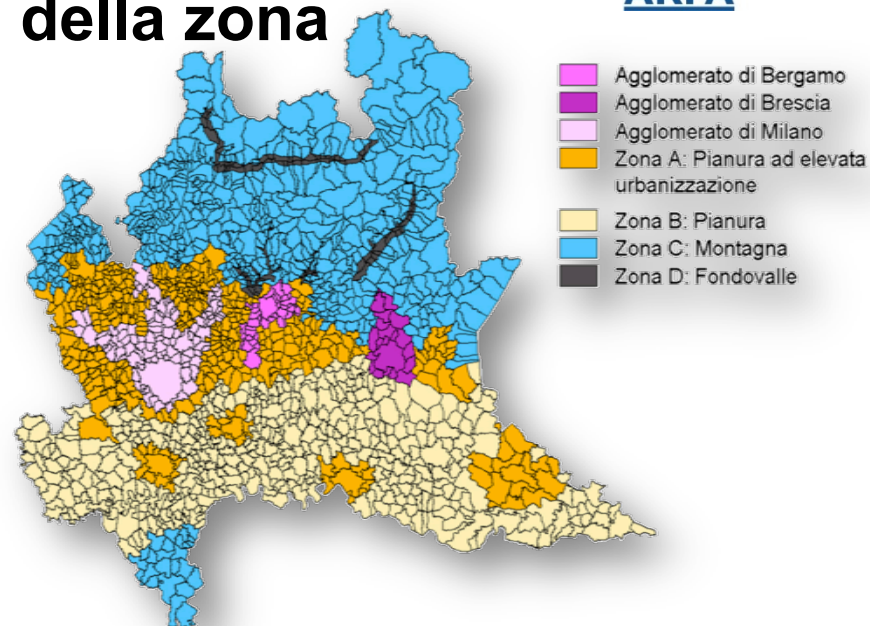 della zona
ARPA
Agglomerato di Bergamo
Agglomerato di Brescia
Agglomerato di Milano
Zona A: Pianura ad elevata
urbanizzazione
Zona B: Pianura
Zona C: Montagna
Zona D: Fondovalle